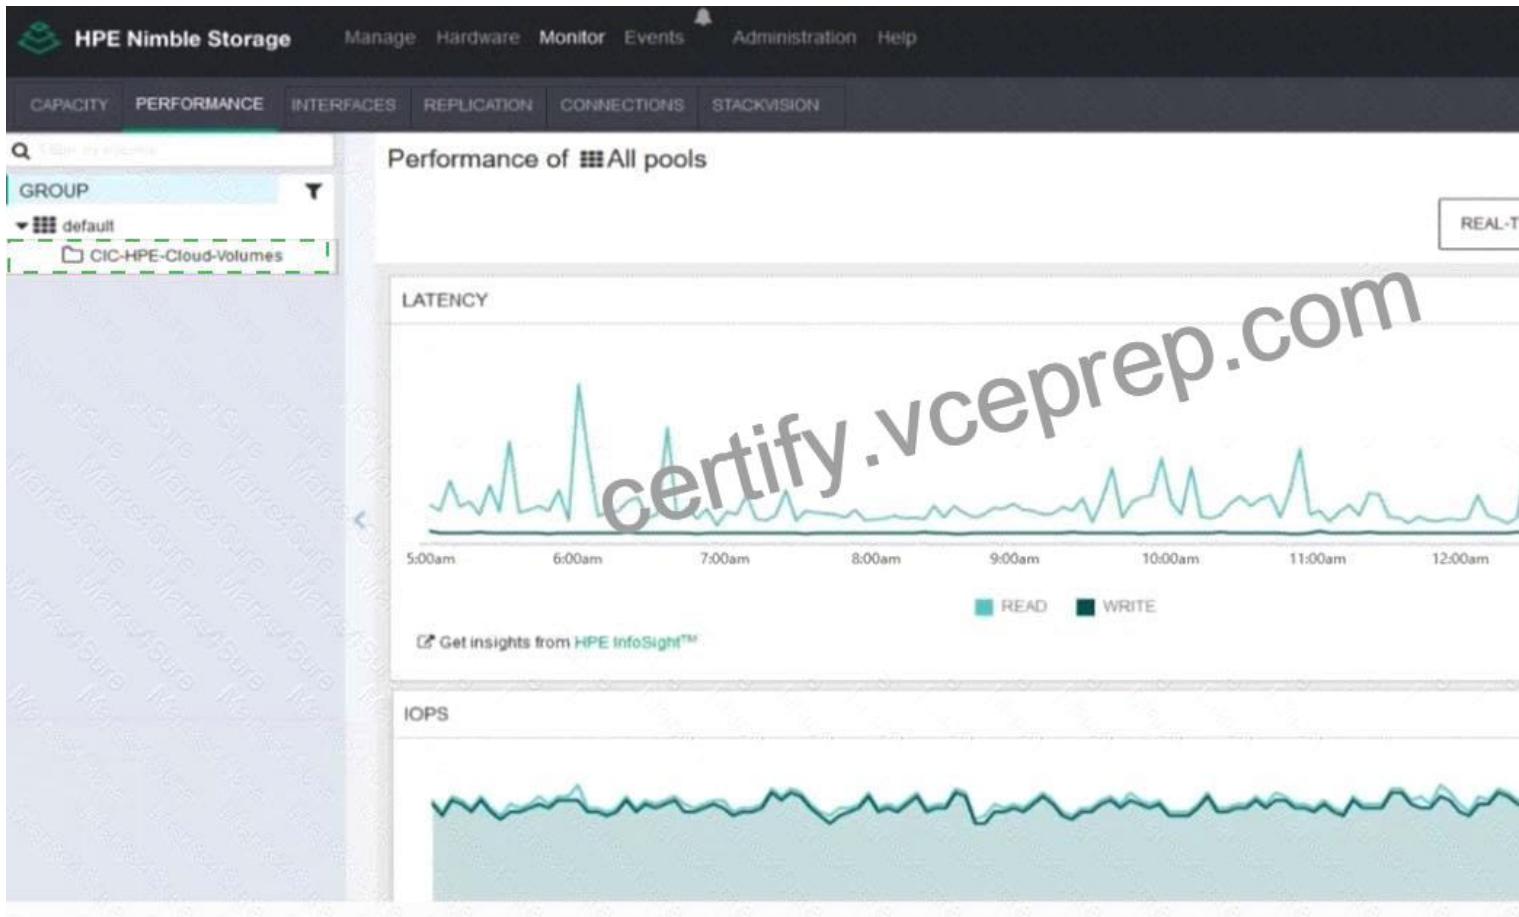 HPE Nimble Storage Manage Hardware Monitor Events Administration Help
CAPACITY PERFORMANCE INTERFACES REPLICATION CONNECTIONS STACKVISION
GROUP
default
CIC-HPE-Cloud-Volumes
Performance of All pools
REAL-T
LATENCY
certify.vceprep.com
5:00am 6:00am 7:00am 8:00am 9:00am 10:00am 11:00am 12:00am
READ WRITE
Get insights from HPE InfoSight™
IOPS